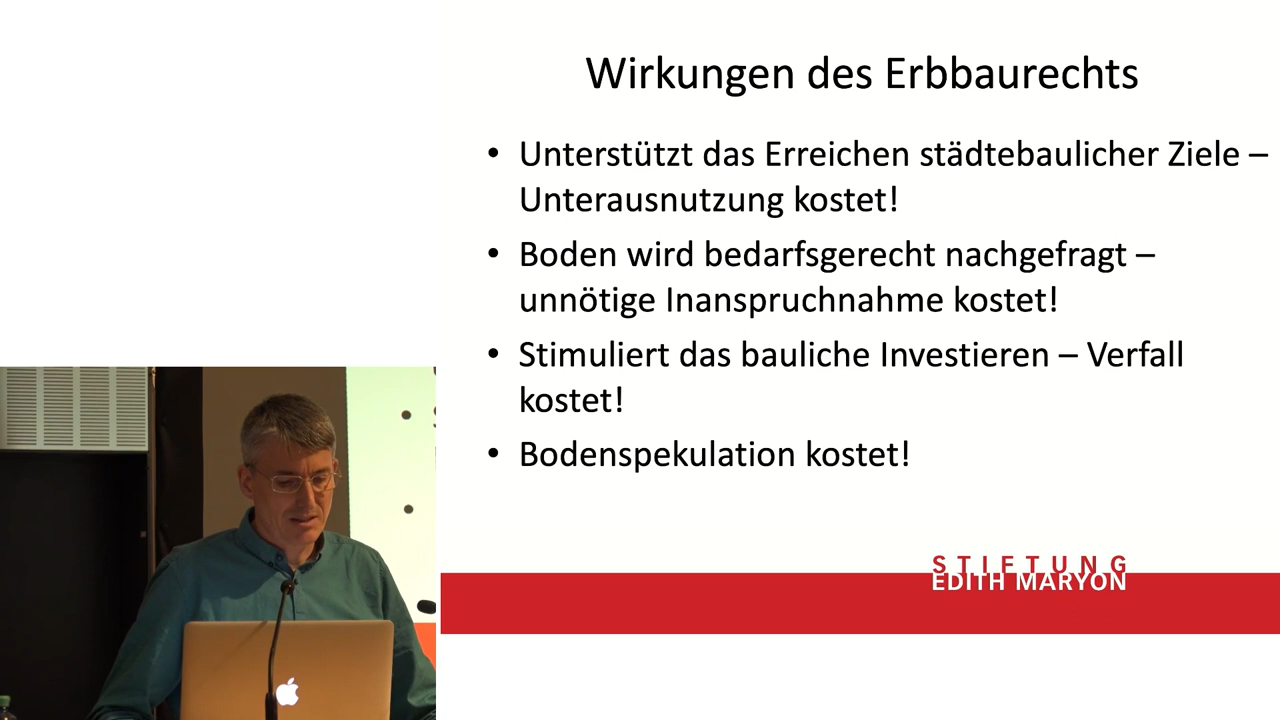 Wirkungen des Erbbaurechts
• Unterstützt das Erreichen städtebaulicher Ziele –
Unterausnutzung kostet!
• Boden wird bedarfsgerecht nachgefragt –
unnötige Inanspruchnahme kostet!
• Stimuliert das bauliche Investieren – Verfall
kostet!
• Bodenspekulation kostet!
STIFTUNG
EDITH MARYON